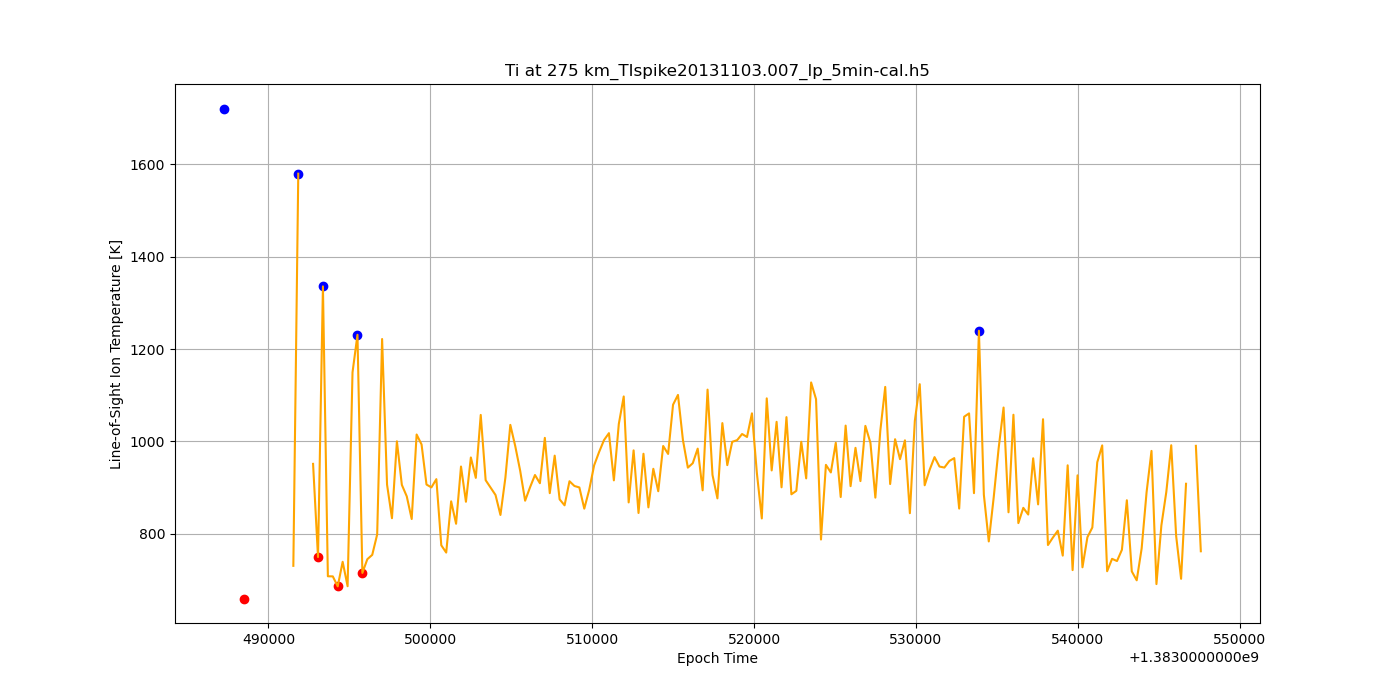 Ti at 275 km_TIspike20131103.007_lp_5min-cal.h5
Line-of-Sight Ion Temperature [K]
1600
1400
1200
1000
800
490000 500000 510000 520000 530000 540000 550000
Epoch Time
+1.3830000000e9